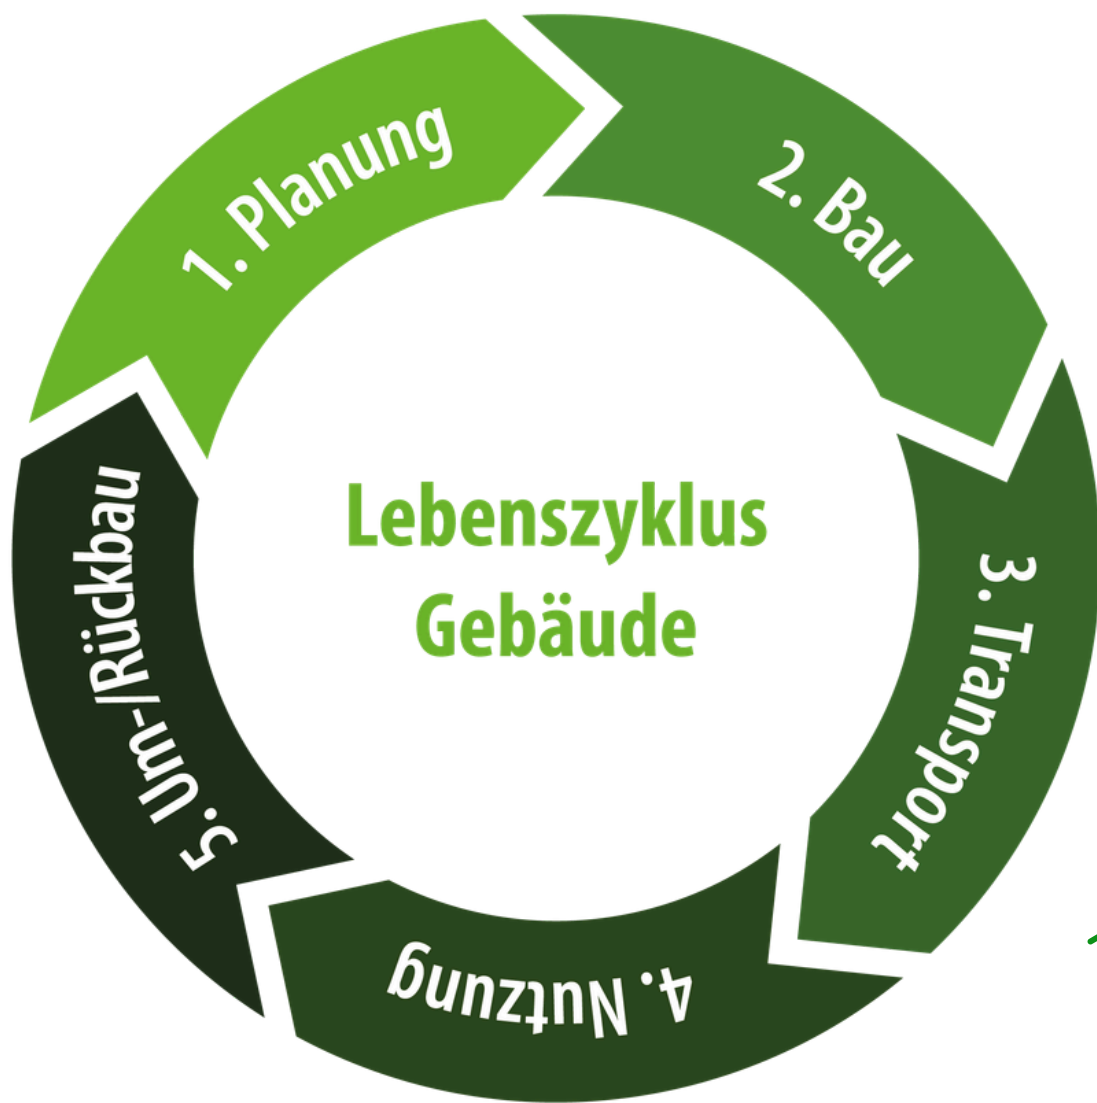 1. Planung
2. Bau
3. Transport
4. Nutzung
5. Um-/Rückbau
Lebenszyklus
Gebäude